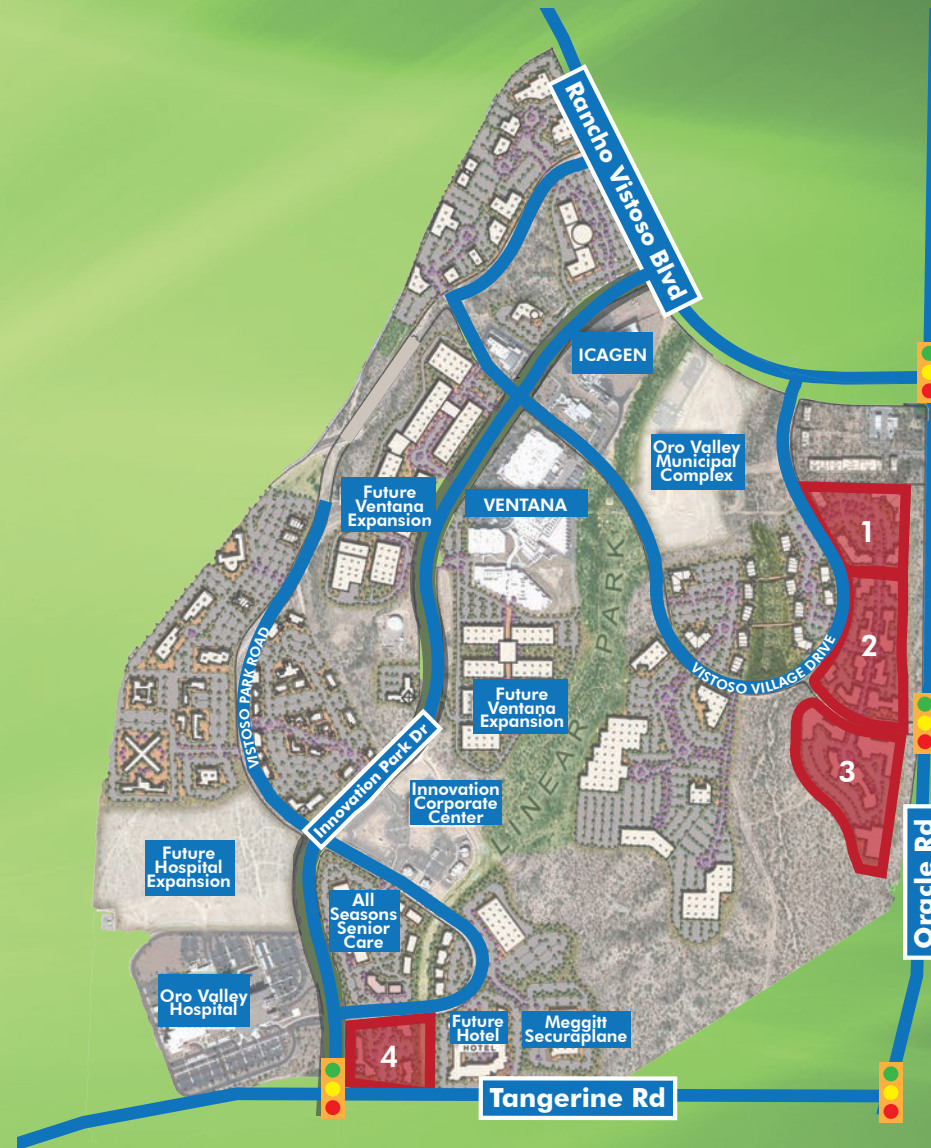 Rancho Vistoso Blvd
ICAGEN
Oro Valley
Municipal
Complex
Future
Ventana
Expansion
VENTANA
1
2
3
LINEAR PARK
VISTOSO VILLAGE DRIVE
VISTOSO PARK ROAD
Future
Ventana
Expansion
Innovation Park Dr
Innovation
Corporate
Center
Future
Hospital
Expansion
All
Seasons
Senior
Care
Oracle Rd
Oro Valley
Hospital
Future
Hotel
HOTEL
Meggitt
Securaplane
4
Tangerine Rd